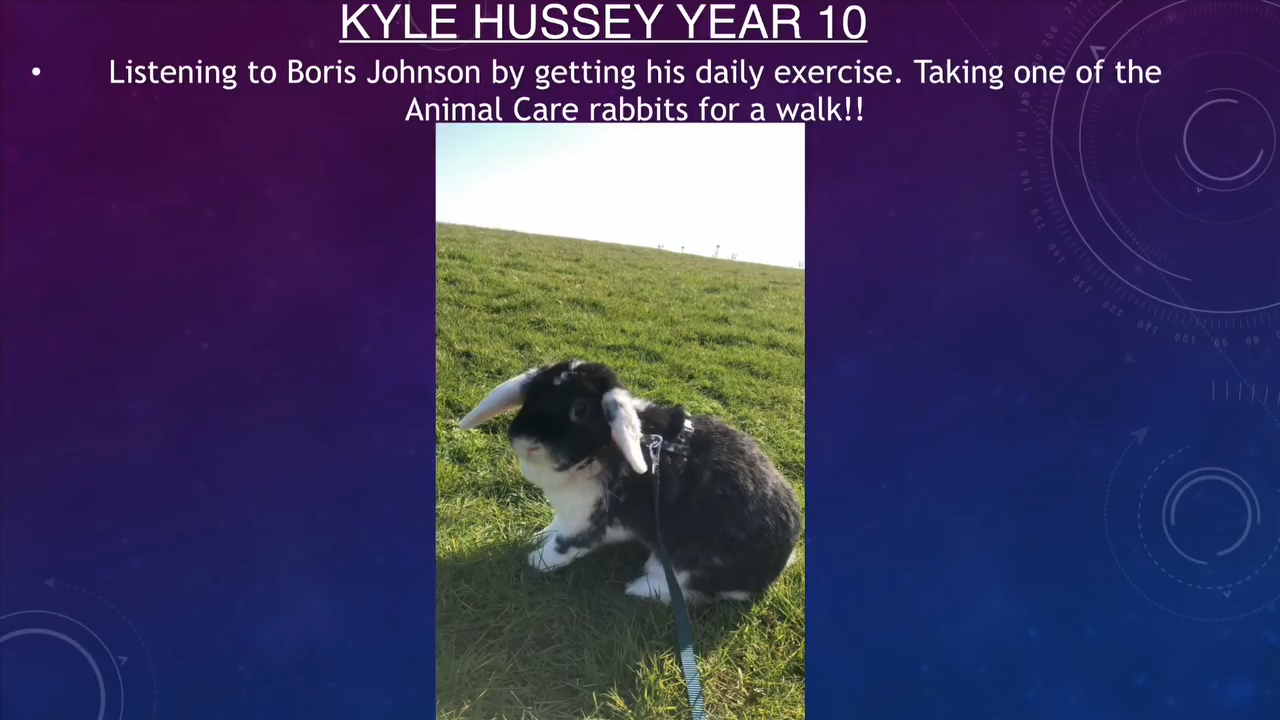 KYLE HUSSEY YEAR 10
• Listening to Boris Johnson by getting his daily exercise. Taking one of the
Animal Care rabbits for a walk!!